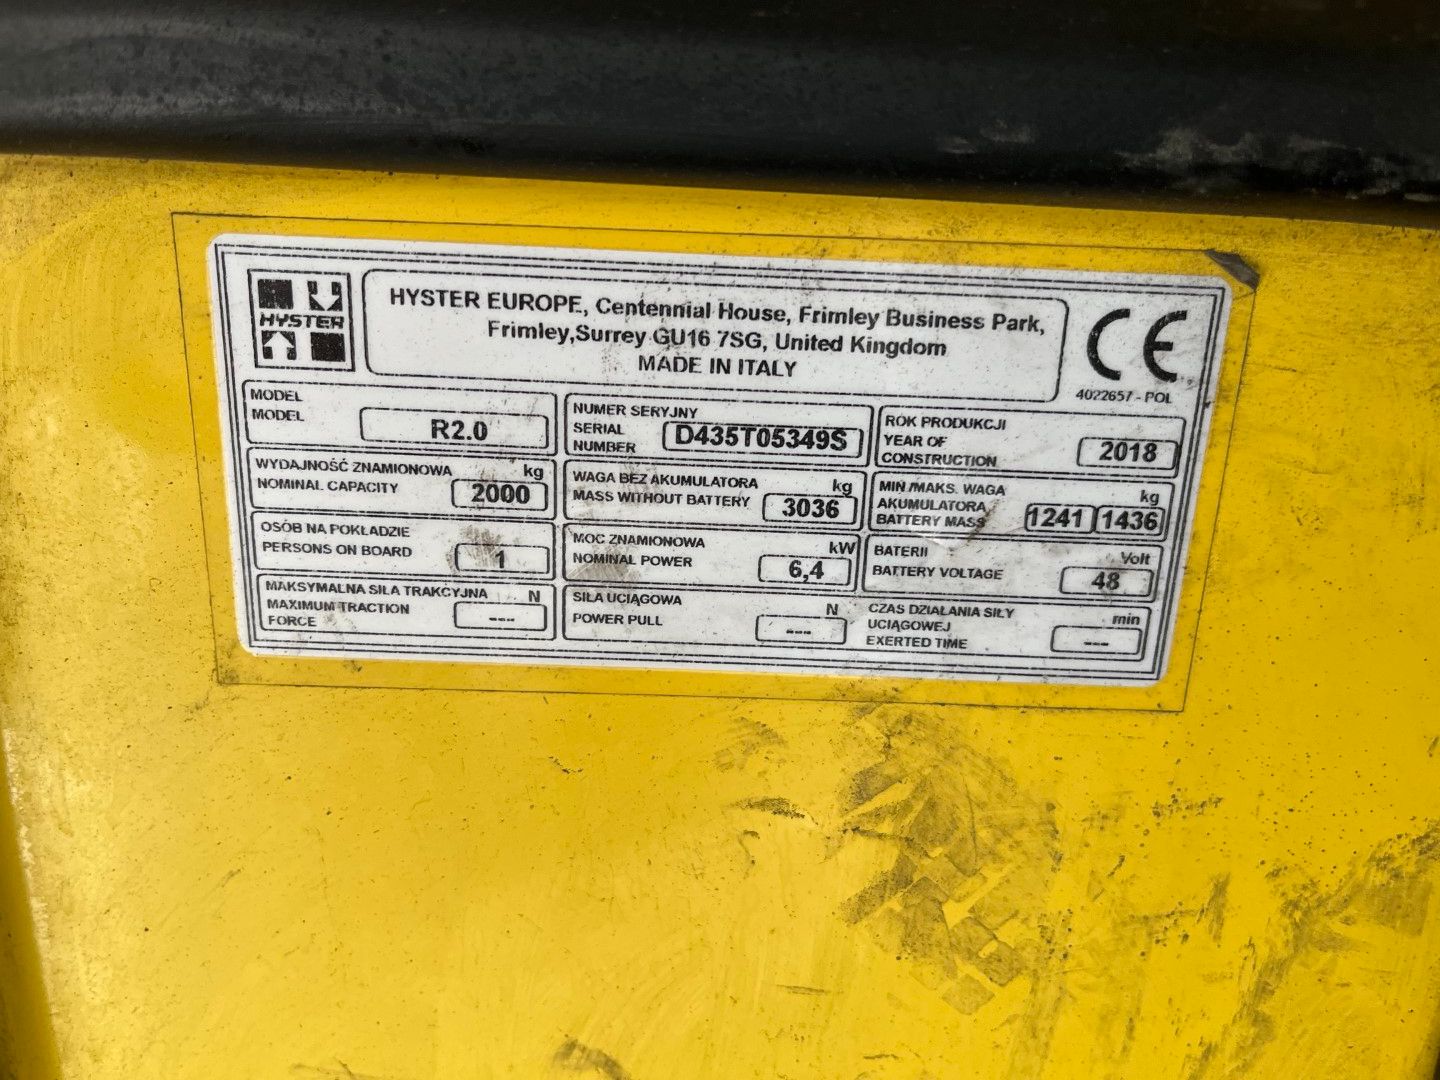 HYSTER
HYSTER EUROPE, Centennial House, Frimley Business Park,
Frimley,Surrey GU16 7SG, United Kingdom
MADE IN ITALY
CE
4022657 - POL
MODEL
MODEL
R2.0
NUMER SERYJNY
SERIAL
NUMBER
D435T05349S
ROK PRODUKCJI
YEAR OF
CONSTRUCTION
2018
WYDAJNOŚĆ ZNAMIONOWA kg
NOMINAL CAPACITY
2000
WAGA BEZ AKUMULATORA kg
MASS WITHOUT BATTERY
3036
MIN./MAKS. WAGA kg
AKUMULATORA
BATTERY MASS
1241 1436
OSÓB NA POKŁADZIE
PERSONS ON BOARD
1
MOC ZNAMIONOWA kW
NOMINAL POWER
6,4
BATERII Volt
BATTERY VOLTAGE
48
MAKSYMALNA SIŁA TRAKCYJNA N
MAXIMUM TRACTION
FORCE
---
SIŁA UCIĄGOWA N
POWER PULL
---
CZAS DZIAŁANIA SIŁY min
UCIĄGOWEJ
EXERTED TIME
---